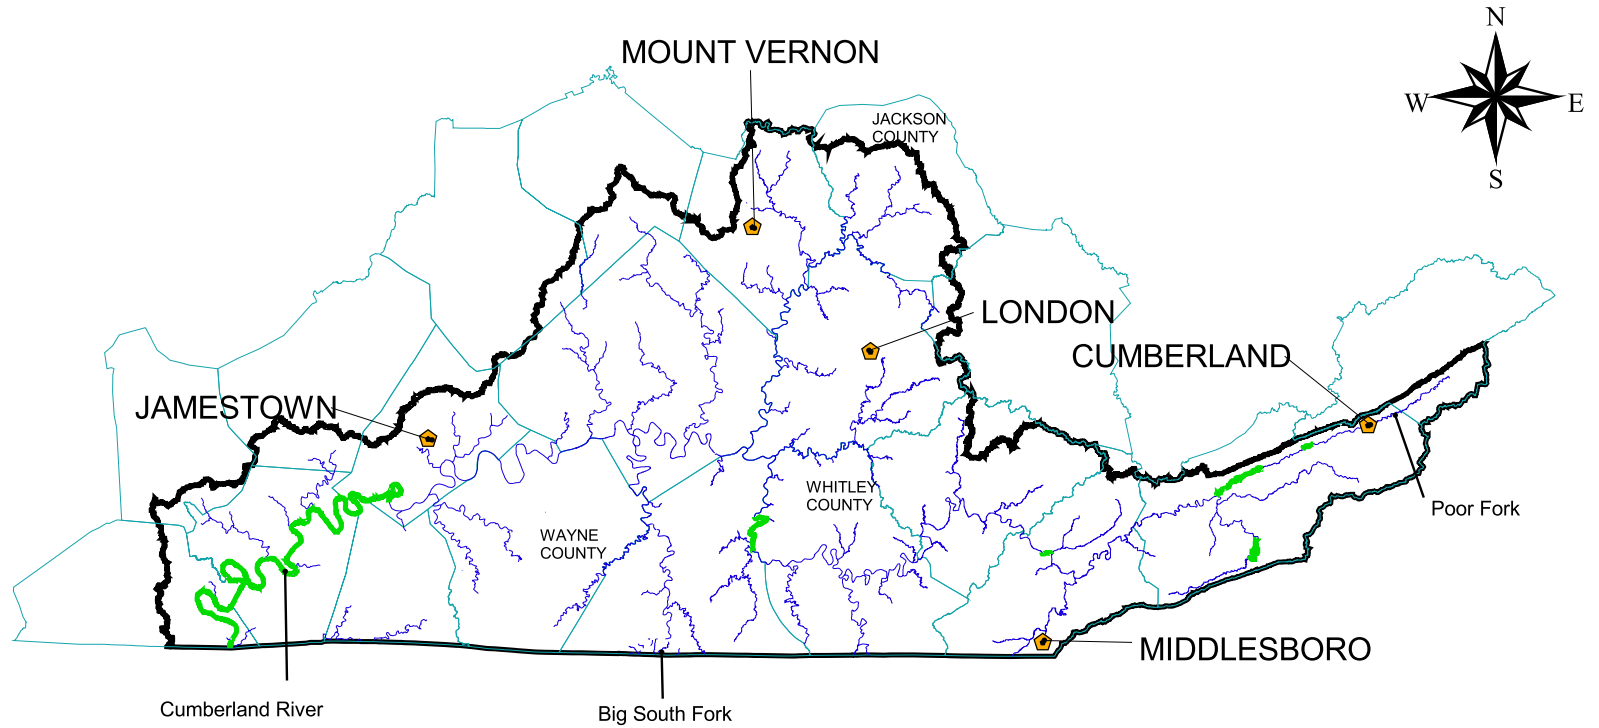 N
MOUNT VERNON
W
E
JACKSON
COUNTY
S
LONDON
CUMBERLAND
JAMESTOWN
WHITLEY
COUNTY
Poor Fork
WAYNE
COUNTY
MIDDLESBORO
Cumberland River
Big South Fork